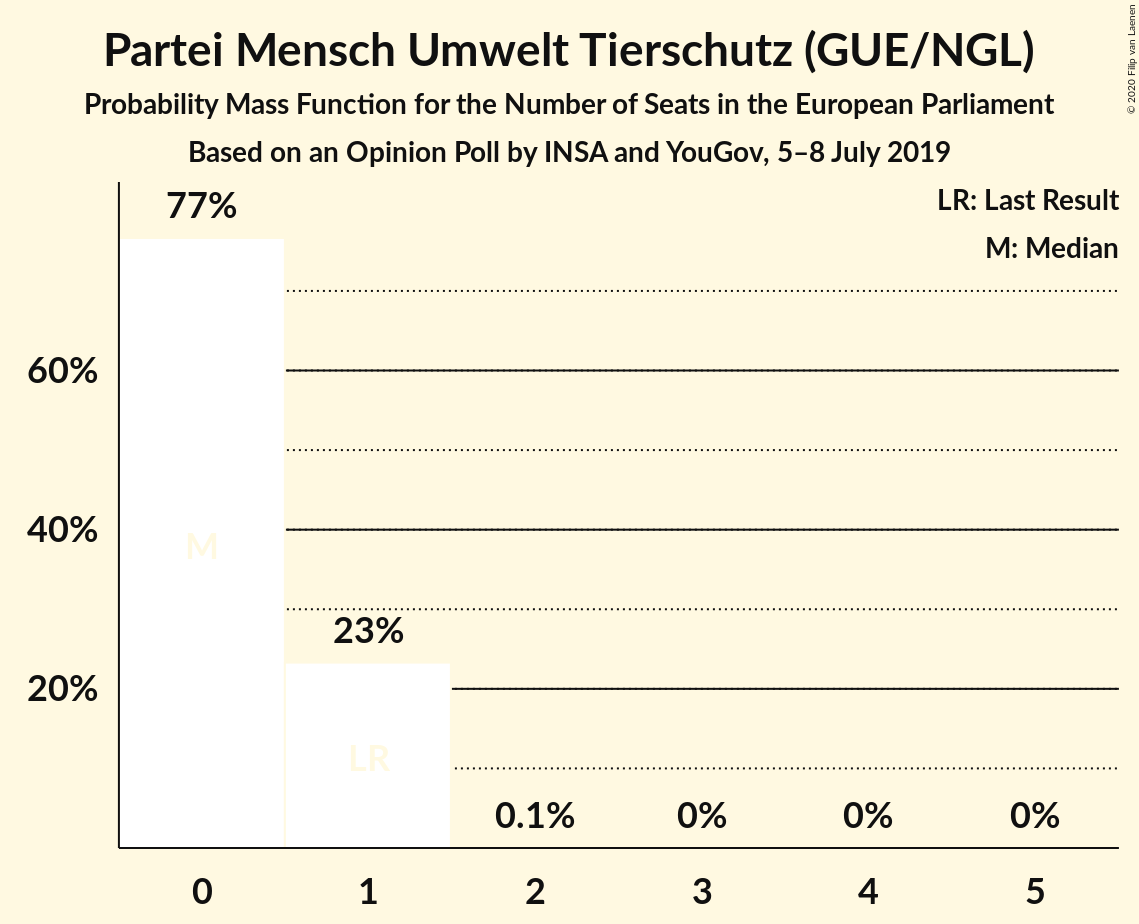 Partei Mensch Umwelt Tierschutz (GUE/NGL)
Probability Mass Function for the Number of Seats in the European Parliament
Based on an Opinion Poll by INSA and YouGov, 5–8 July 2019
© 2020 Filip van Laenen
LR: Last Result
M: Median
77%
60%
M
40%
23%
20%
LR
0.1% 0% 0% 0%
0 1 2 3 4 5